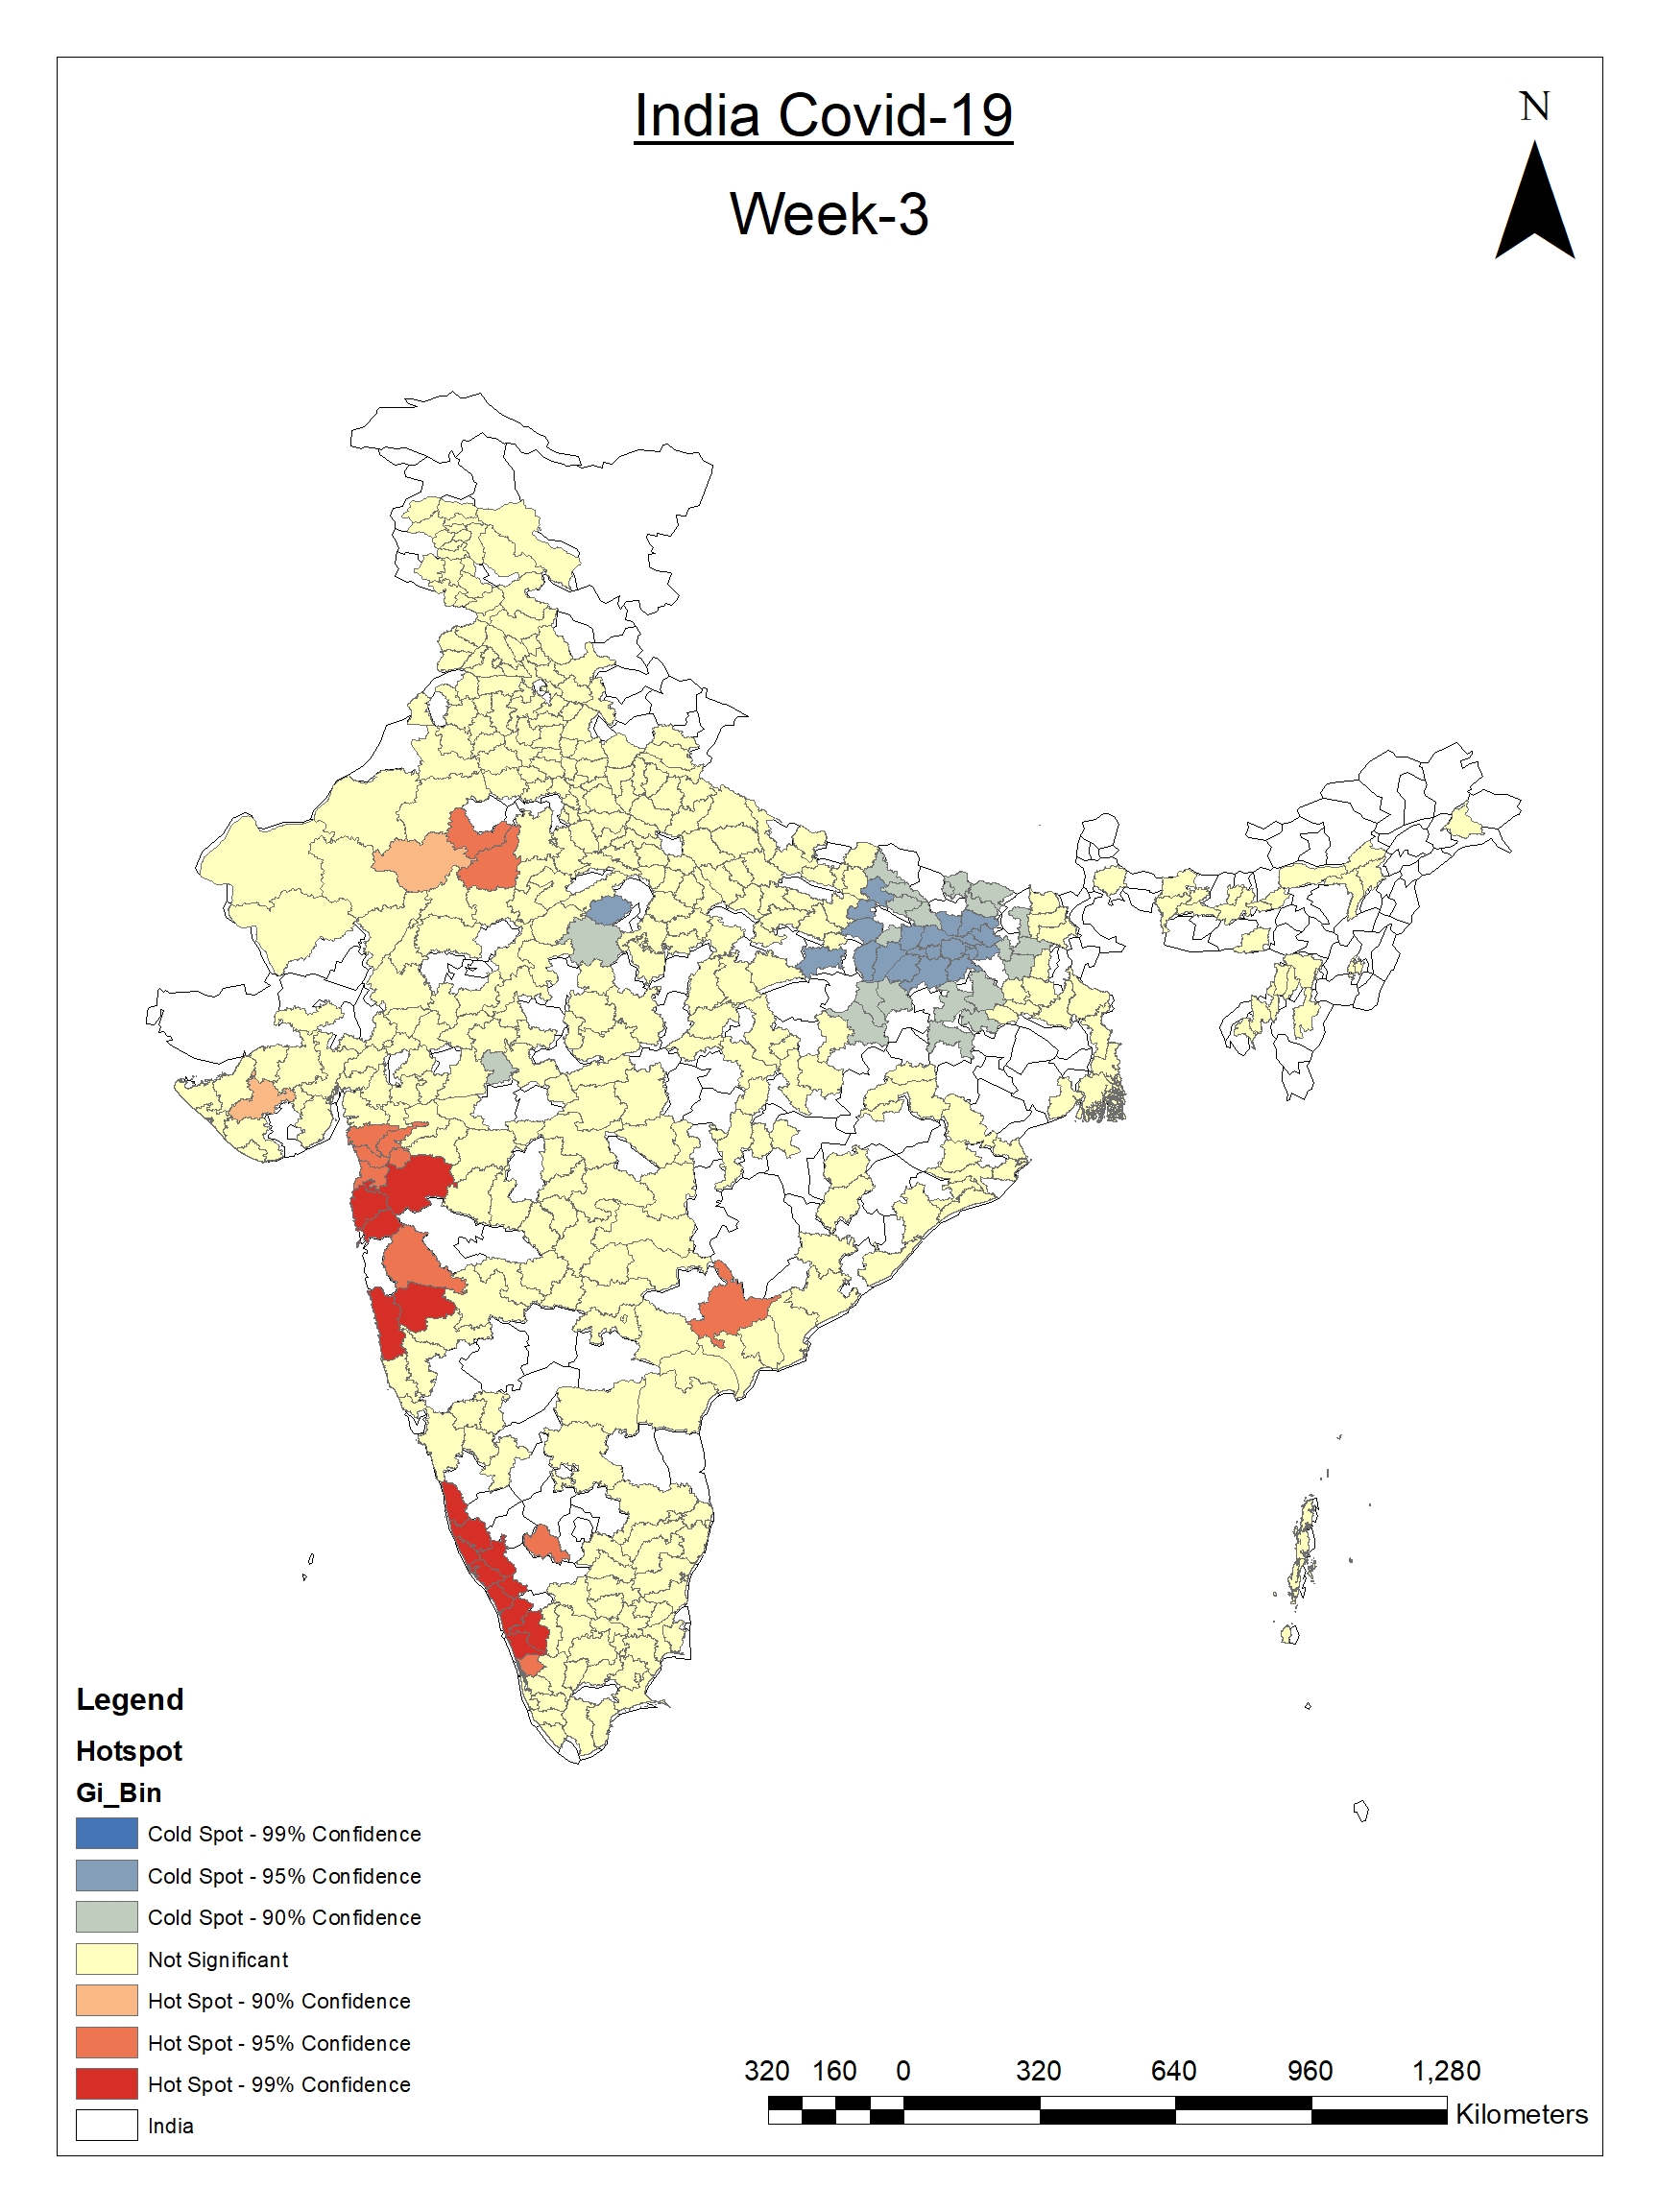 India Covid-19
N
Week-3
Legend
Hotspot
Gi_Bin
Cold Spot - 99% Confidence
Cold Spot - 95% Confidence
Cold Spot - 90% Confidence
Not Significant
Hot Spot - 90% Confidence
Hot Spot - 95% Confidence
Hot Spot - 99% Confidence
India
320 160 0 320 640 960 1,280
Kilometers